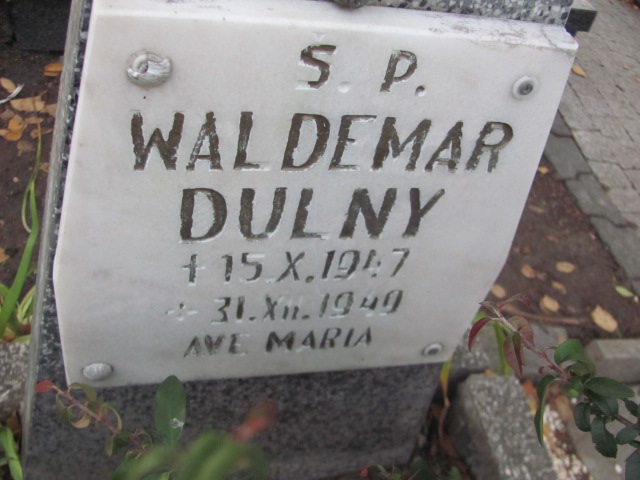 Ś. P.
WALDEMAR
DULNY
+ 15.X.1947
+ 31.XII.1949
AVE MARIA